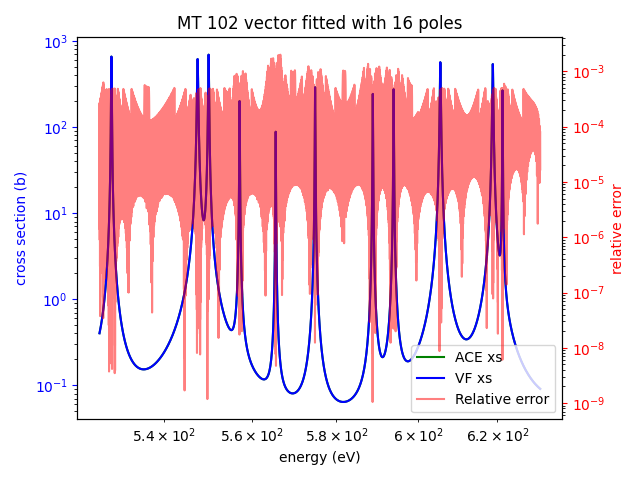 MT 102 vector fitted with 16 poles
10³
10²
10¹
10⁰
10⁻¹
cross section (b)
10⁻³
10⁻⁴
10⁻⁵
10⁻⁶
10⁻⁷
10⁻⁸
10⁻⁹
relative error
ACE xs
VF xs
Relative error
5.4 × 10² 5.6 × 10² 5.8 × 10² 6 × 10² 6.2 × 10²
energy (eV)